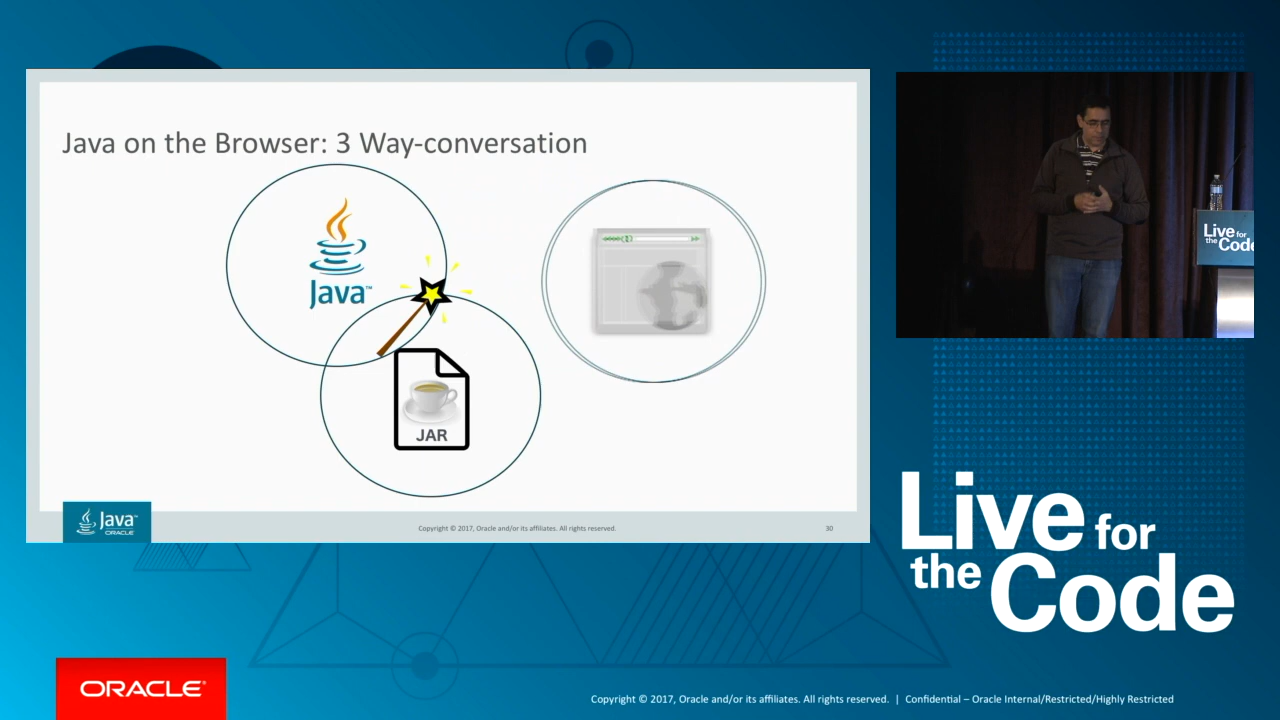 Java on the Browser: 3 Way-conversation
Java™
JAR
Java™
ORACLE
Copyright © 2017, Oracle and/or its affiliates. All rights reserved.
30
Live for
the Code
Live for
the Code
ORACLE®
Copyright © 2017, Oracle and/or its affiliates. All rights reserved. | Confidential – Oracle Internal/Restricted/Highly Restricted